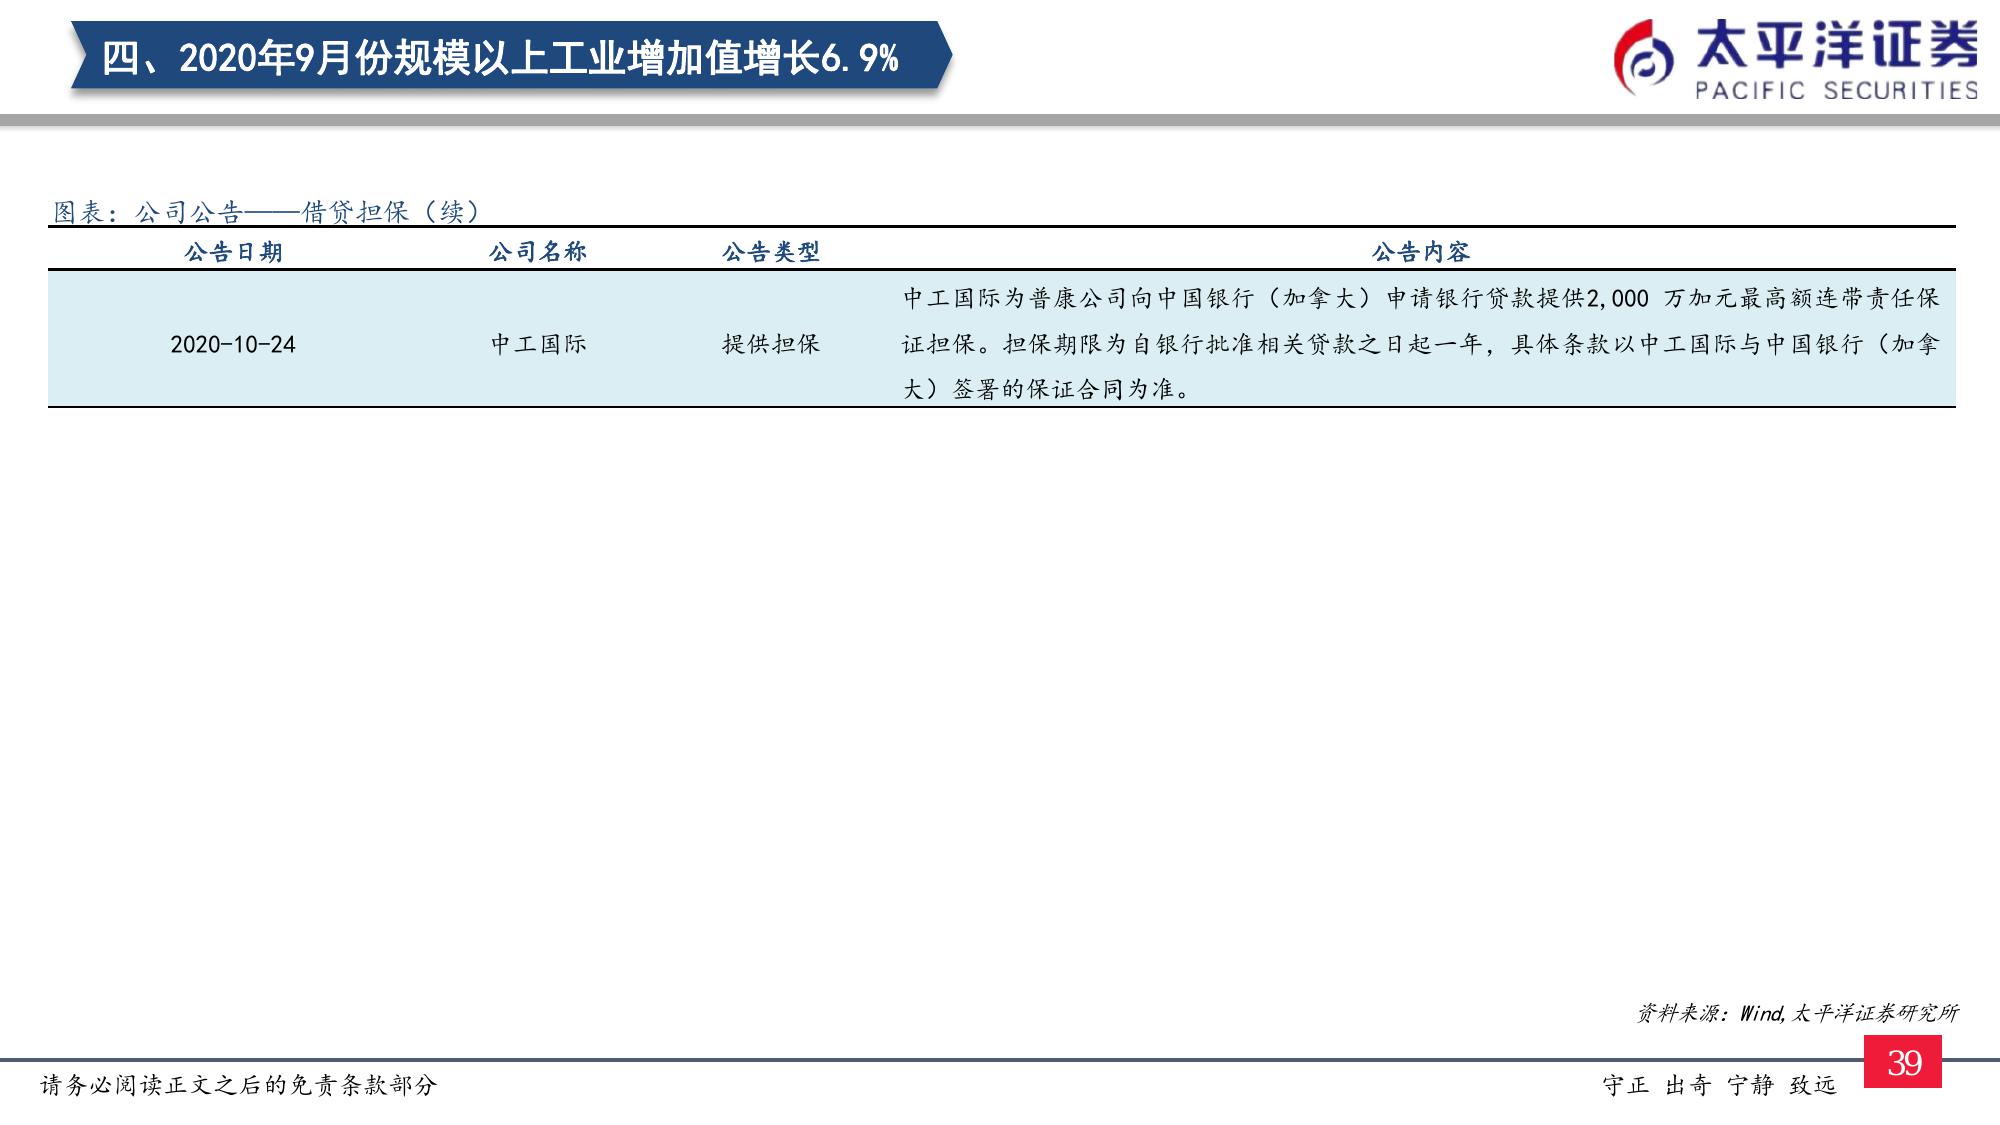 四、2020年9月份规模以上工业增加值增长6.9%
太平洋证券
PACIFIC SECURITIES
图表：公司公告——借贷担保（续）
公告日期 公司名称 公告类型 公告内容
2020-10-24 中工国际 提供担保
中工国际为普康公司向中国银行（加拿大）申请银行贷款提供2,000 万加元最高额连带责任保
证担保。担保期限为自银行批准相关贷款之日起一年，具体条款以中工国际与中国银行（加拿
大）签署的保证合同为准。
资料来源：Wind,太平洋证券研究所
请务必阅读正文之后的免责条款部分
守正 出奇 宁静 致远
39